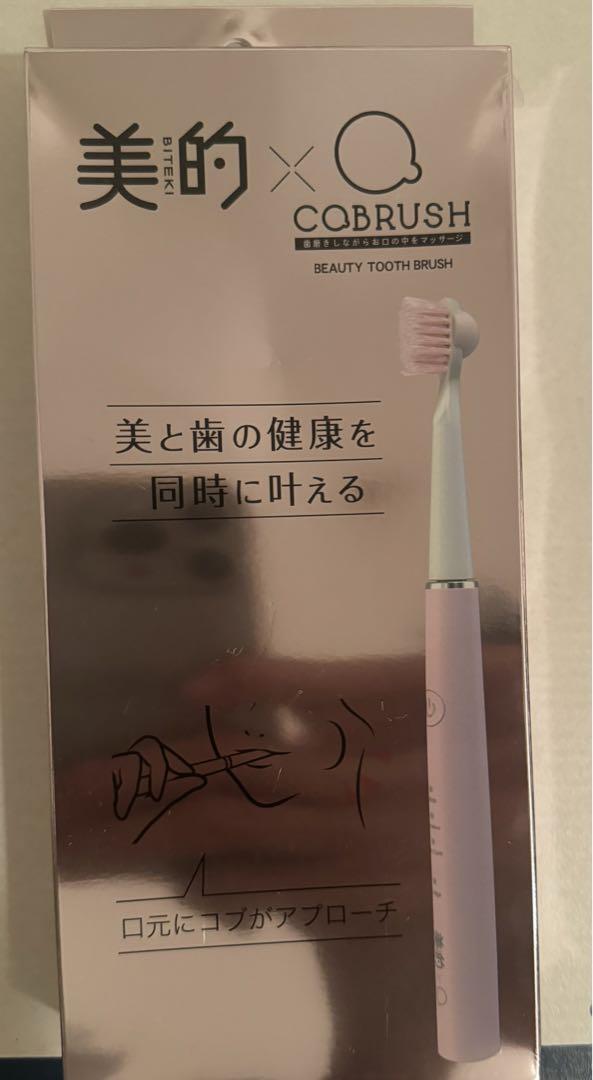 美的 BITEKI × COBRUSH
歯磨きしながらお口の中をマッサージ
BEAUTY TOOTH BRUSH
美と歯の健康を
同時に叶える
口元にコブがアプローチ
美的